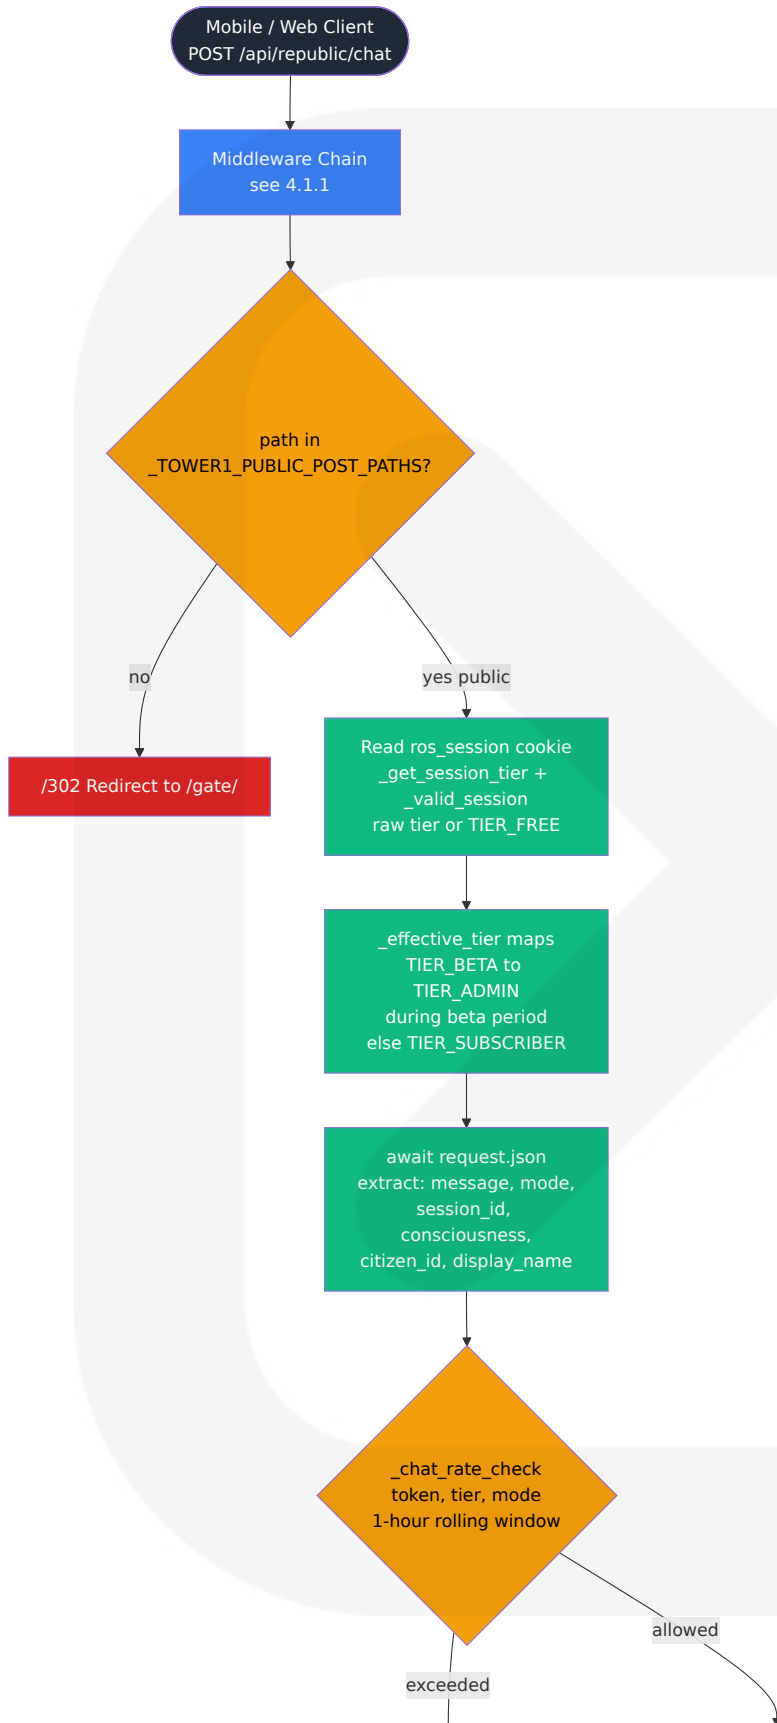 Mobile / Web Client
POST /api/republic/chat
Middleware Chain
see 4.1.1
path in
_TOWER1_PUBLIC_POST_PATHS?
no
yes public
Read ros_session cookie
_get_session_tier +
_valid_session
raw tier or TIER_FREE
/302 Redirect to /gate/
_effective_tier maps
TIER_BETA to
TIER_ADMIN
during beta period
else TIER_SUBSCRIBER
await request.json
extract: message, mode,
session_id,
consciousness,
citizen_id, display_name
_chat_rate_check
token, tier, mode
1-hour rolling window
allowed
exceeded